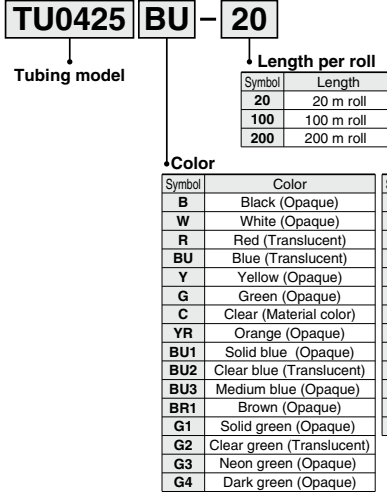 TU0425 BU – 20
Tubing model
Length per roll
Symbol Length
20 20 m roll
100 100 m roll
200 200 m roll
Color
Symbol Color
B Black (Opaque)
W White (Opaque)
R Red (Translucent)
BU Blue (Translucent)
Y Yellow (Opaque)
G Green (Opaque)
C Clear (Material color)
YR Orange (Opaque)
BU1 Solid blue (Opaque)
BU2 Clear blue (Translucent)
BU3 Medium blue (Opaque)
BR1 Brown (Opaque)
G1 Solid green (Opaque)
G2 Clear green (Translucent)
G3 Neon green (Opaque)
G4 Dark green (Opaque)